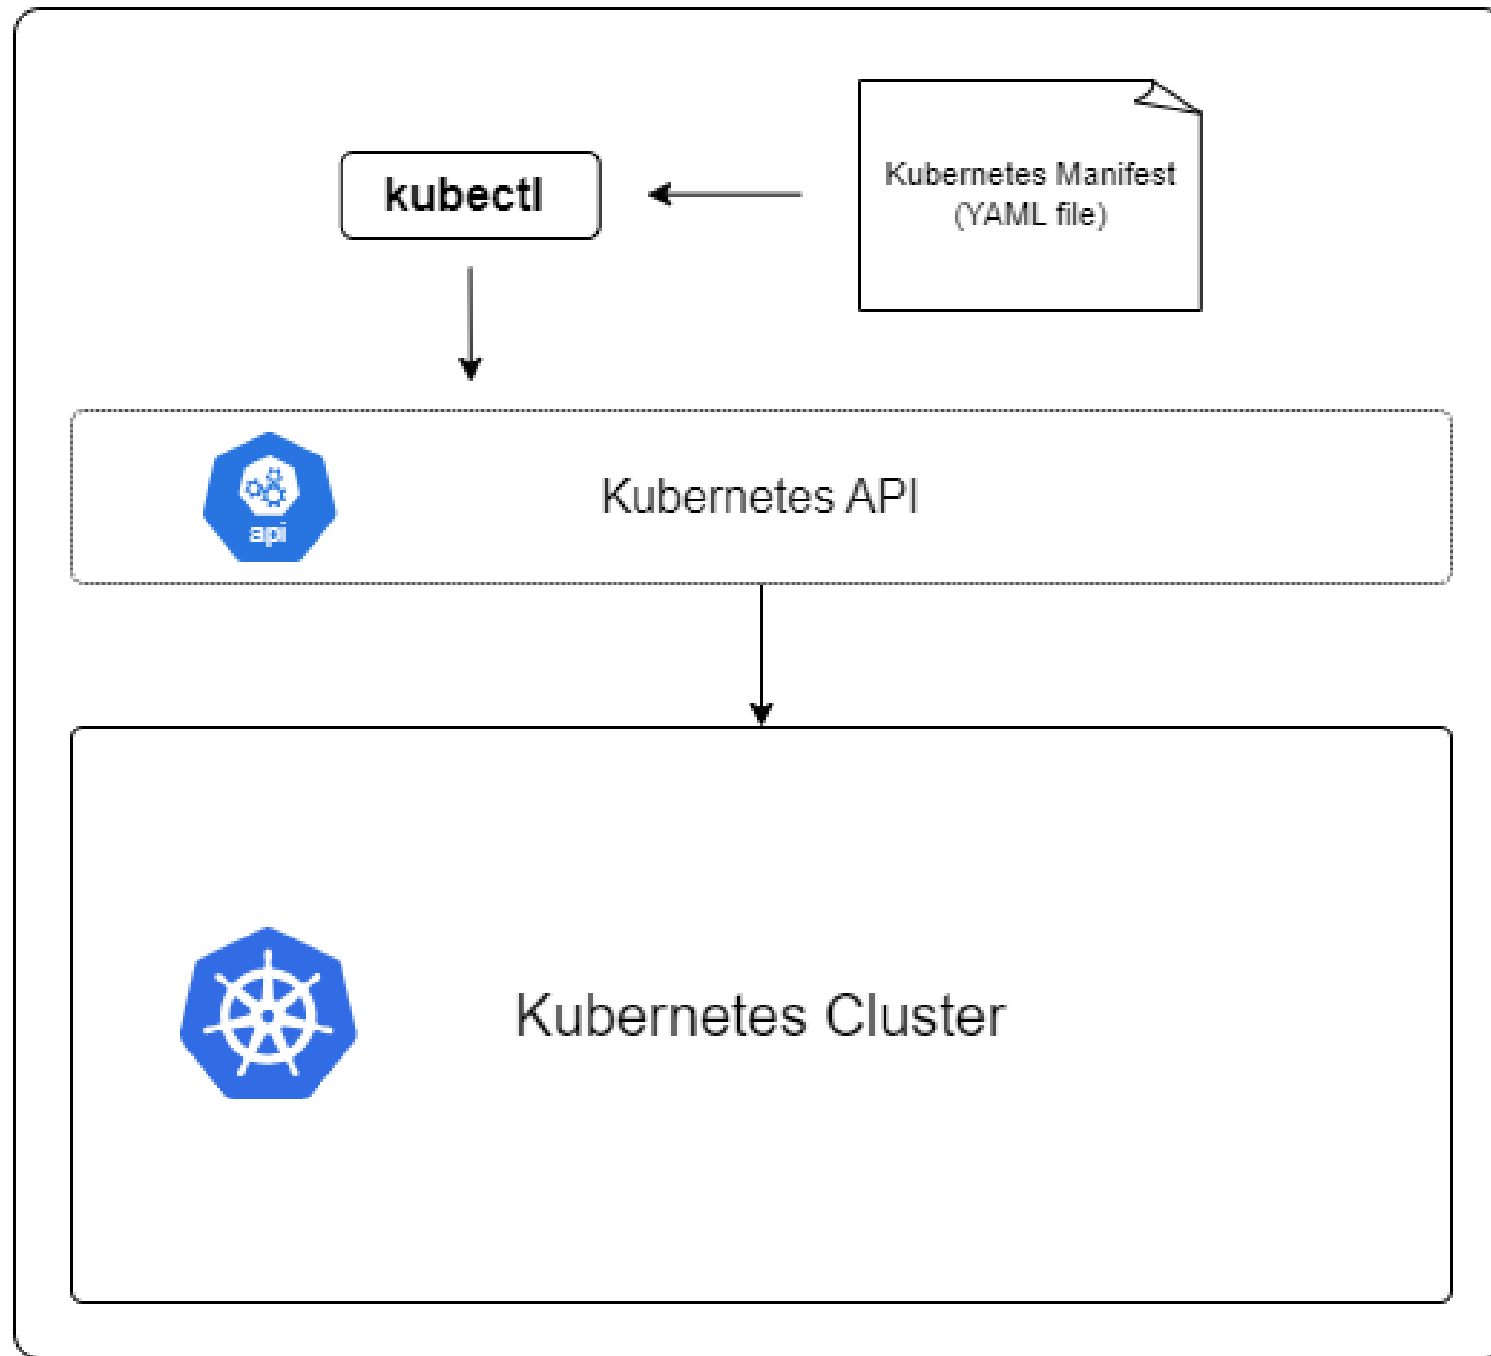 kubectl
Kubernetes Manifest
(YAML file)
Kubernetes API
api
Kubernetes Cluster